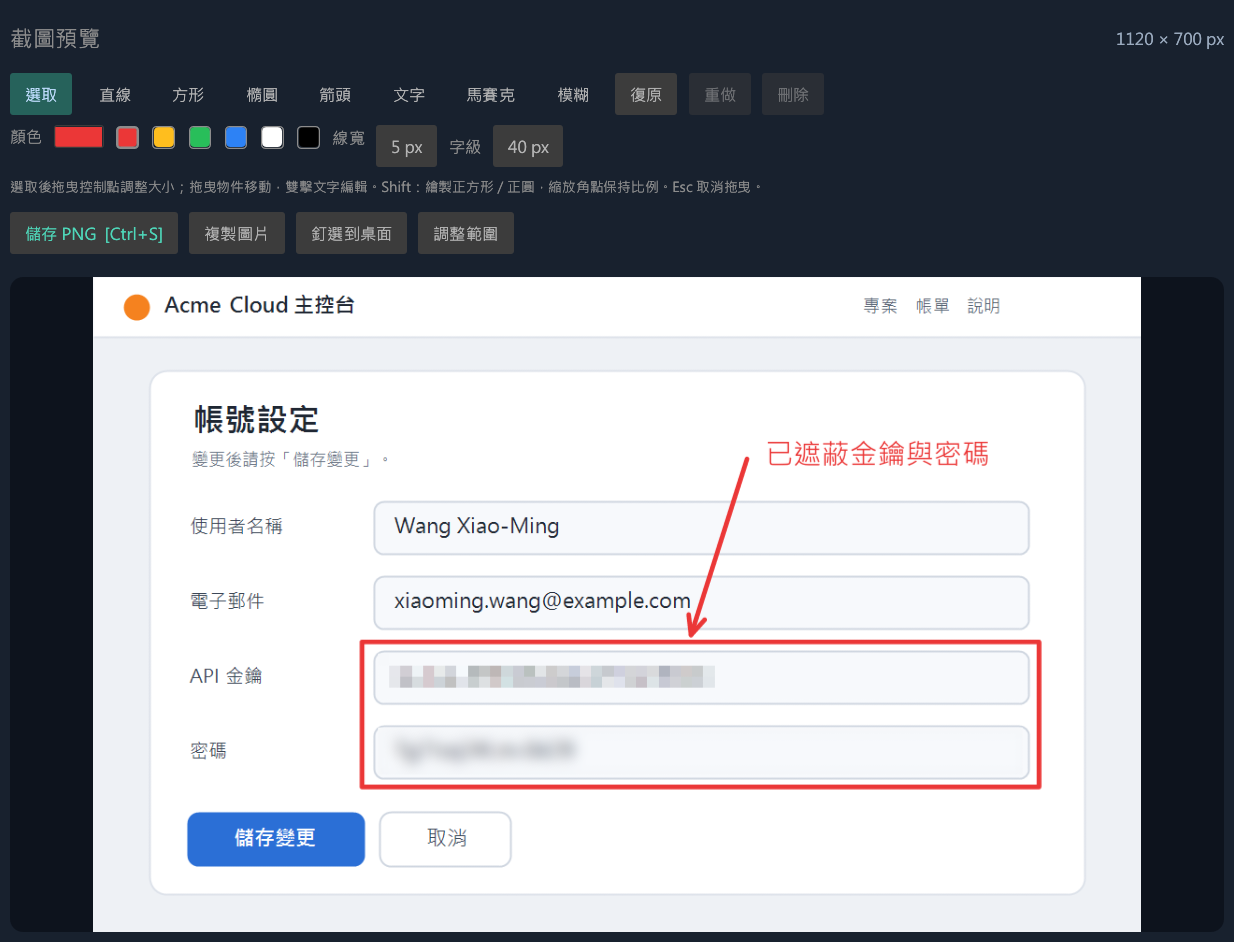 截圖預覽
1120 × 700 px
選取 直線 方形 橢圓 箭頭 文字 馬賽克 模糊 復原 重做 刪除
顏色 線寬 5 px 字級 40 px
選取後拖曳控制點調整大小；拖曳物件移動．雙擊文字編輯。Shift：繪製正方形 / 正圓．縮放角點保持比例。Esc 取消拖曳。
儲存 PNG [Ctrl+S] 複製圖片 釘選到桌面 調整範圍
Acme Cloud 主控台
專案 帳單 說明
帳號設定
變更後請按「儲存變更」。
已遮蔽金鑰與密碼
使用者名稱 Wang Xiao-Ming
電子郵件 xiaoming.wang@example.com
API 金鑰
密碼
儲存變更 取消